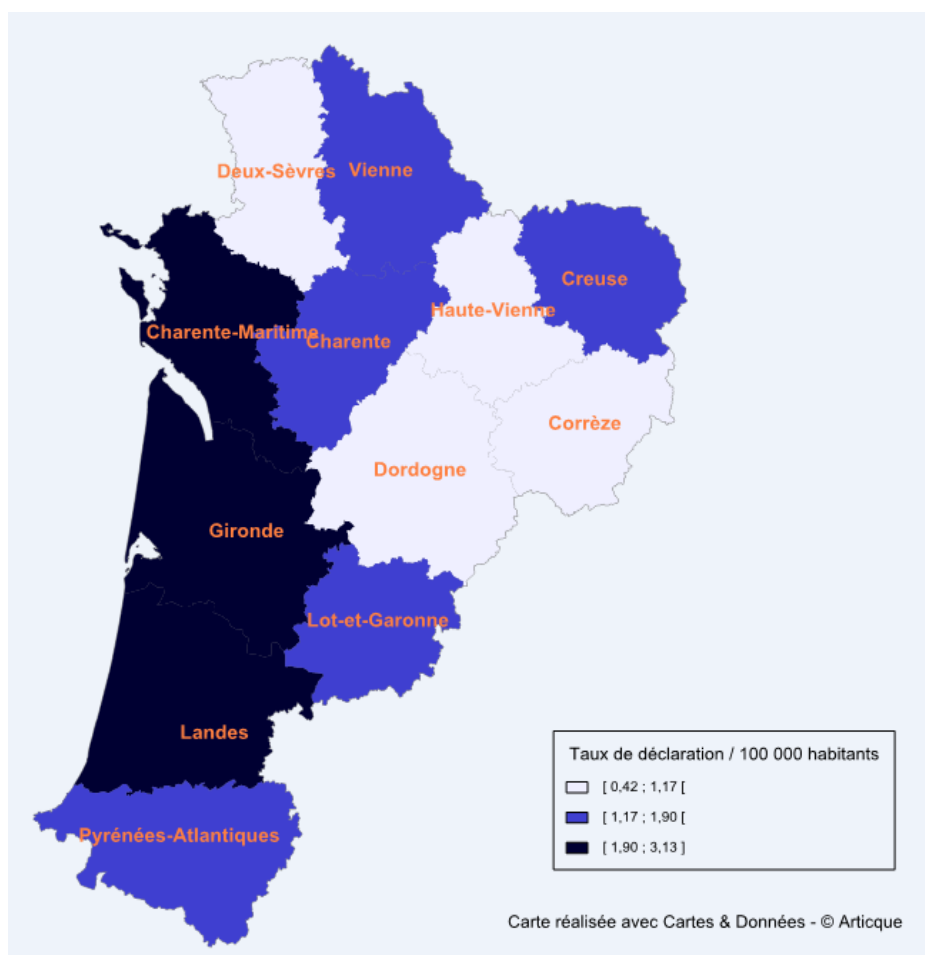 Deux-Sèvres
Vienne
Creuse
Haute-Vienne
Charente-Maritime
Charente
Corrèze
Dordogne
Gironde
Lot-et-Garonne
Landes
Pyrénées-Atlantiques
Taux de déclaration / 100 000 habitants
[ 0,42 ; 1,17 [
[ 1,17 ; 1,90 [
[ 1,90 ; 3,13 ]
Carte réalisée avec Cartes & Données - © Articque